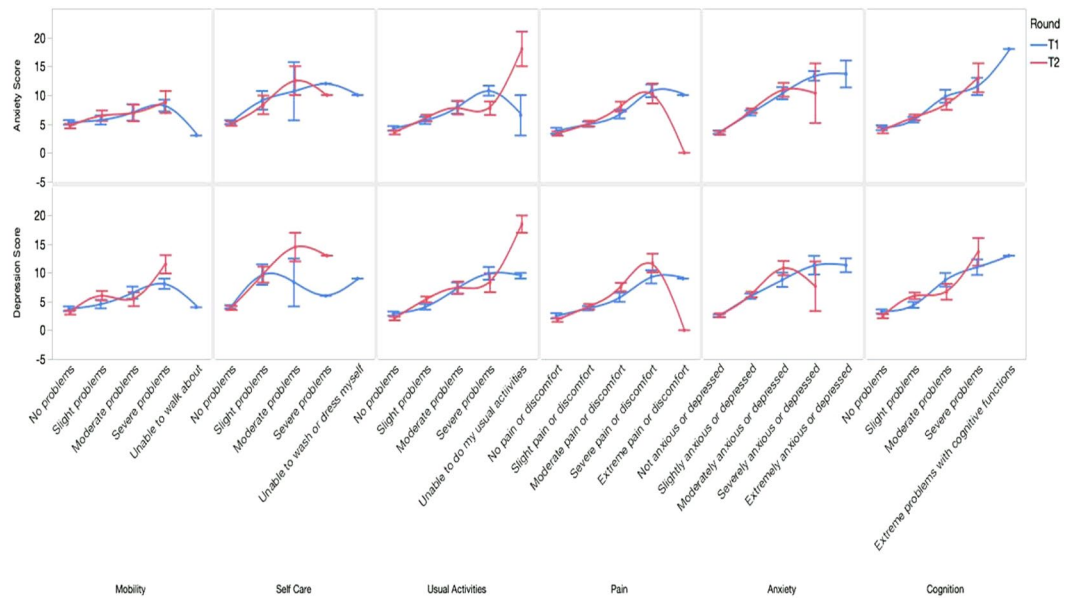 Round
T1
T2
Anxiety Score
20
15
10
5
0
-5
Depression Score
20
15
10
5
0
-5
No problems
Slight problems
Moderate problems
Severe problems
Unable to walk about
No problems
Slight problems
Moderate problems
Severe problems
Unable to wash or dress myself
No problems
Slight problems
Moderate problems
Severe problems
Unable to do my usual activities
No pain or discomfort
Slight pain or discomfort
Moderate pain or discomfort
Severe pain or discomfort
Extreme pain or discomfort
Not anxious or depressed
Slightly anxious or depressed
Moderately anxious or depressed
Severely anxious or depressed
Extremely anxious or depressed
No problems
Slight problems
Moderate problems
Severe problems
Extreme problems with cognitive functions
Mobility
Self Care
Usual Activities
Pain
Anxiety
Cognition